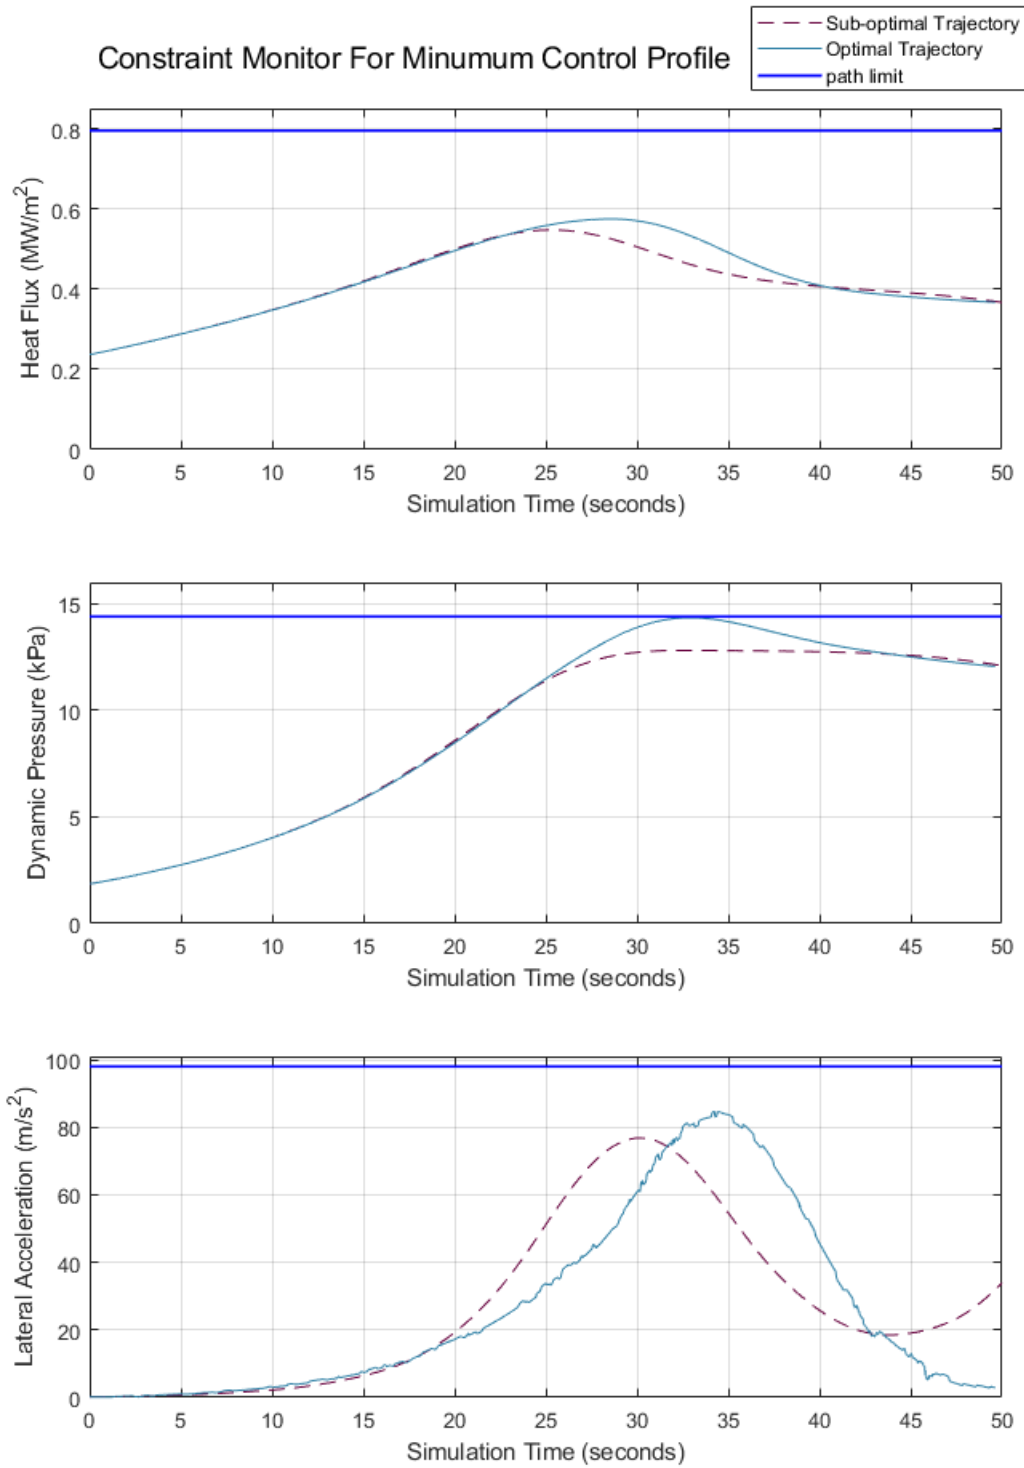 Constraint Monitor For Minumum Control Profile
Sub-optimal Trajectory
Optimal Trajectory
path limit
Heat Flux (MW/m²)
0.8
0.6
0.4
0.2
0
0 5 10 15 20 25 30 35 40 45 50
Simulation Time (seconds)
Dynamic Pressure (kPa)
15
10
5
0
0 5 10 15 20 25 30 35 40 45 50
Simulation Time (seconds)
Lateral Acceleration (m/s²)
100
80
60
40
20
0
0 5 10 15 20 25 30 35 40 45 50
Simulation Time (seconds)